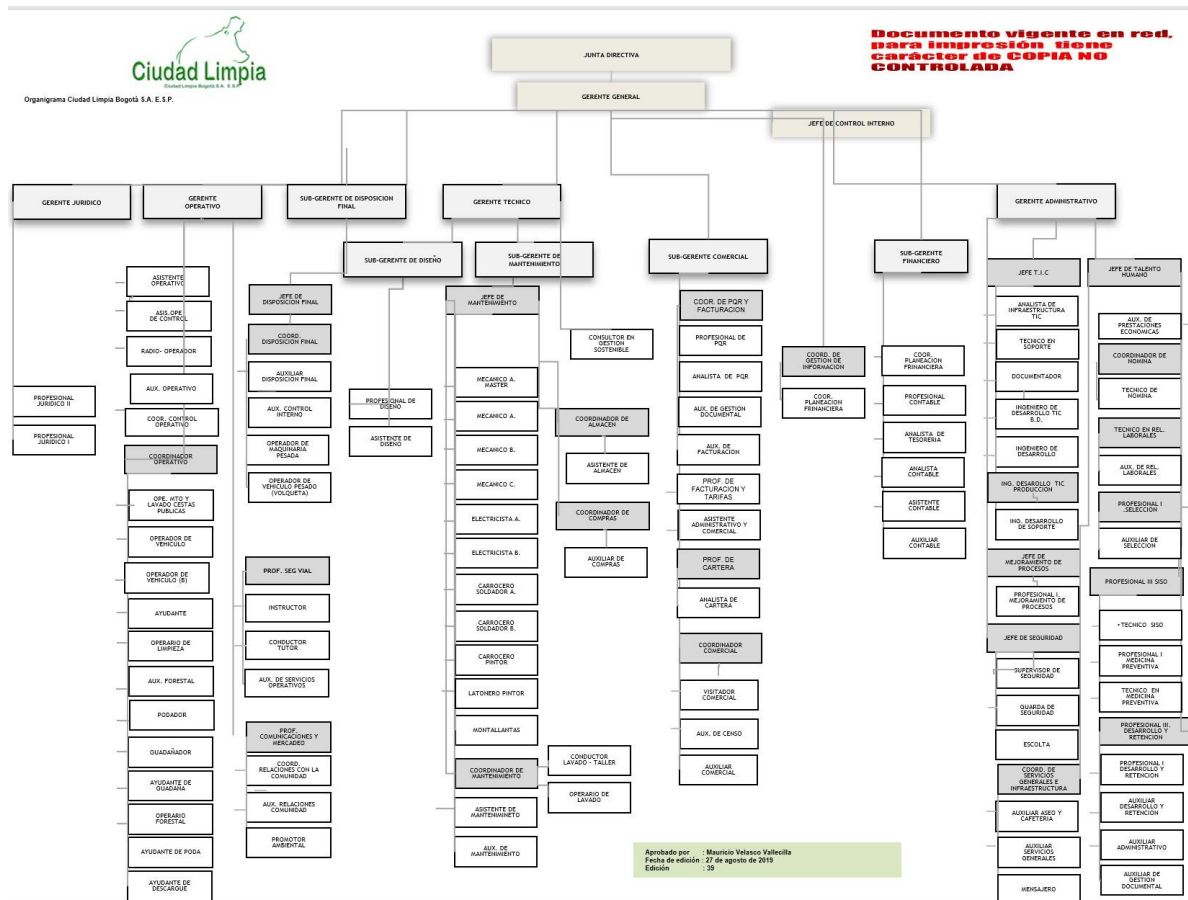 Ciudad Limpia
Ciudad Limpia Bogotá S.A. E.S.P
Organigrama Ciudad Limpia Bogotá S.A. E.S.P.
Documento vigente en red,
para impresión tiene
carácter de COPIA NO
CONTROLADA
JUNTA DIRECTIVA
GERENTE GENERAL
JEFE DE CONTROL INTERNO
GERENTE JURIDICO
GERENTE
OPERATIVO
SUB-GERENTE DE DISPOSICION
FINAL
GERENTE TECNICO
GERENTE ADMINISTRATIVO
SUB-GERENTE DE DISEÑO
SUB-GERENTE DE
MANTENIMIENTO
SUB-GERENTE COMERCIAL
SUB-GERENTE
FINANCIERO
PROFESIONAL
JURIDICO II
PROFESIONAL
JURIDICO I
ASISTENTE
OPERATIVO
ASIS.OPE
DE CONTROL
RADIO- OPERADOR
AUX. OPERATIVO
COOR. CONTROL
OPERATIVO
COORDINADOR
OPERATIVO
OPE. MTO Y
LAVADO CESTAS
PUBLICAS
OPERADOR DE
VEHICULO
OPERADOR DE
VEHICULO (B)
AYUDANTE
OPERARIO DE
LIMPIEZA
AUX. FORESTAL
PODADOR
GUADAÑADOR
AYUDANTE DE
GUADAÑA
OPERARIO
FORESTAL
AYUDANTE DE PODA
AYUDANTE DE
DESCARGUE
JEFE DE
DISPOSICION FINAL
COORD.
DISPOSICION FINAL
AUXILIAR
DISPOSICION FINAL
AUX. CONTROL
INTERNO
OPERADOR DE
MAQUINARIA
PESADA
OPERADOR DE
VEHICULO PESADO
(VOLQUETA)
PROF. SEG VIAL
INSTRUCTOR
CONDUCTOR
TUTOR
AUX. DE SERVICIOS
OPERATIVOS
PROF.
COMUNICACIONES Y
MERCADEO
COORD.
RELACIONES CON LA
COMUNIDAD
AUX. RELACIONES
COMUNIDAD
PROMOTOR
AMBIENTAL
PROFESIONAL DE
DISEÑO
ASISTENTE DE
DISEÑO
JEFE DE
MANTENIMIENTO
MECANICO A.
MASTER
MECANICO A.
MECANICO B.
MECANICO C.
ELECTRICISTA A.
ELECTRICISTA B.
CARROCERO
SOLDADOR A.
CARROCERO
SOLDADOR B.
CARROCERO
PINTOR
LATONERO PINTOR
MONTALLANTAS
COORDINADOR DE
MANTENIMIENTO
ASISTENTE DE
MANTENIMINETO
AUX. DE
MANTENIMIENTO
CONSULTOR EN
GESTION
SOSTENIBLE
COORDINADOR DE
ALMACEN
ASISTENTE DE
ALMACEN
COORDINADOR DE
COMPRAS
AUXILIAR DE
COMPRAS
CONDUCTOR
LAVADO - TALLER
OPERARIO DE
LAVADO
COOR. DE PQR Y
FACTURACION
PROFESIONAL DE
PQR
ANALISTA DE PQR
AUX. DE GESTION
DOCUMENTAL
AUX. DE
FACTURACION
PROF. DE
FACTURACION Y
TARIFAS
ASISTENTE
ADMINISTRATIVO Y
COMERCIAL
PROF. DE
CARTERA
ANALISTA DE
CARTERA
COORDINADOR
COMERCIAL
VISITADOR
COMERCIAL
AUX. DE CENSO
AUXILIAR
COMERCIAL
COORD. DE
GESTION DE
INFORMACION
COOR.
PLANEACION
FRINANCIERA
COOR.
PLANEACION
FRINANCIERA
PROFESIONAL
CONTABLE
ANALISTA DE
TESORERIA
ANALISTA
CONTABLE
ASISTENTE
CONTABLE
AUXILIAR
CONTABLE
JEFE T.I.C
ANALISTA DE
INFRAESTRUCTURA
TIC
TECNICO EN
SOPORTE
DOCUMENTADOR
INGENIERO DE
DESARROLLO TIC
B.D.
INGENIERO DE
DESARROLLO
ING. DESAROLLO TIC
PRODUCCIÓN
ING. DESARROLLO
DE SOPORTE
JEFE DE
MEJORAMIENTO DE
PROCESOS
PROFESIONAL I.
MEJORAMIENTO DE
PROCESOS
JEFE DE SEGURIDAD
SUPERVISOR DE
SEGURIDAD
GUARDA DE
SEGURIDAD
ESCOLTA
COORD. DE
SERVICIOS
GENERALES E
INFRAESTRUCTURA
AUXILIAR ASEO Y
CAFETERIA
AUXILIAR
SERVICIOS
GENERALES
MENSAJERO
JEFE DE TALENTO
HUMANO
AUX. DE
PRESTACIONES
ECONOMICAS
COORDINADOR DE
NOMINA
TECNICO DE
NOMINA
TECNICO EN REL.
LABORALES
AUX. DE REL.
LABORALES
PROFESIONAL I
.SELECCION
AUXILIAR DE
SELECCION
PROFESIONAL III SISO
• TECNICO SISO
PROFESIONAL I
MEDICINA
PREVENTIVA
TECNICO EN
MEDICINA
PREVENTIVA
PROFESIONAL III.
DESARROLLO Y
RETENCION
PROFESIONAL I
DESARROLLO Y
RETENCION
AUXILIAR
DESARROLLO Y
RETENCION
AUXILIAR
ADMINISTRATIVO
AUXILIAR DE
GESTION
DOCUMENTAL
Aprobado por : Mauricio Velasco Vallecilla
Fecha de edición : 27 de agosto de 2019
Edición : 39